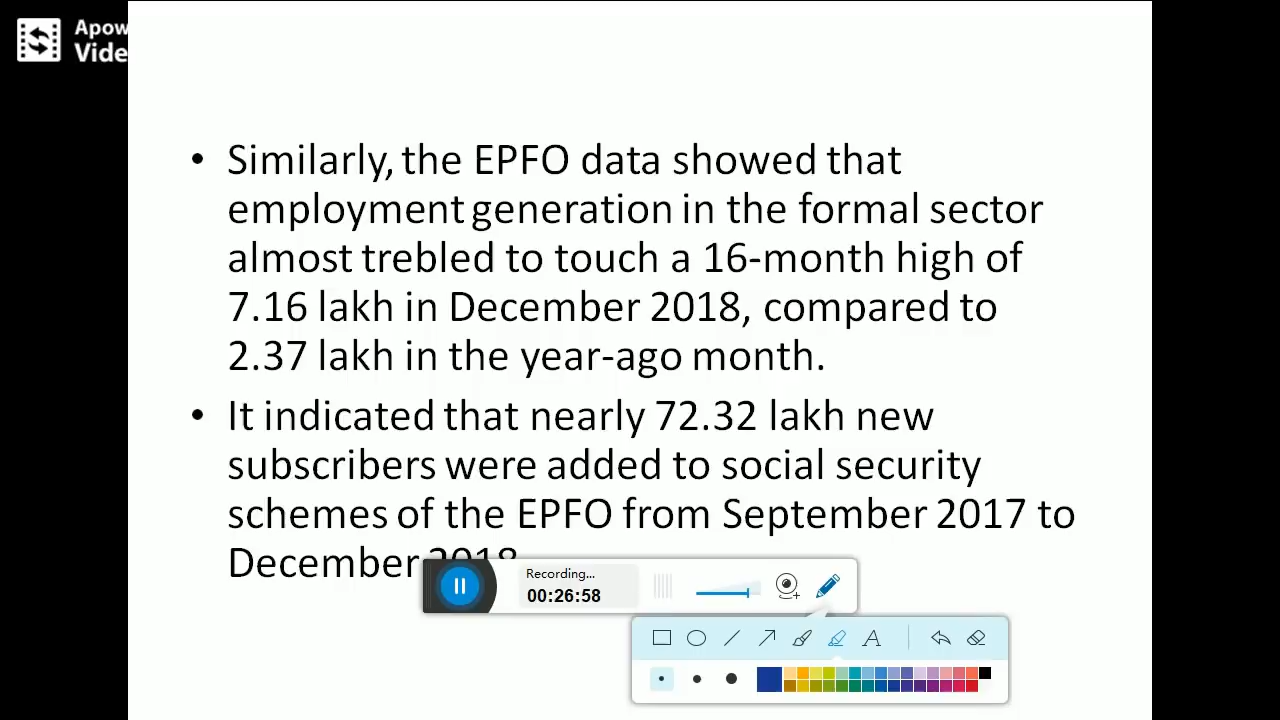 Apow
Vide
• Similarly, the EPFO data showed that
employment generation in the formal sector
almost trebled to touch a 16-month high of
7.16 lakh in December 2018, compared to
2.37 lakh in the year-ago month.
• It indicated that nearly 72.32 lakh new
subscribers were added to social security
schemes of the EPFO from September 2017 to
December 2018
Recording...
00:26:58
A